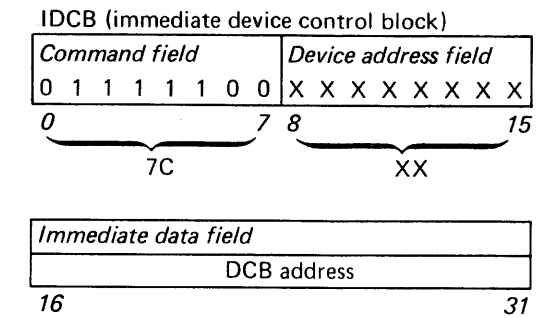 IDCB (immediate device control block)
Command field Device address field
0 1 1 1 1 1 0 0 X X X X X X X X
0 7 8 15
7C XX
Immediate data field
DCB address
16 31